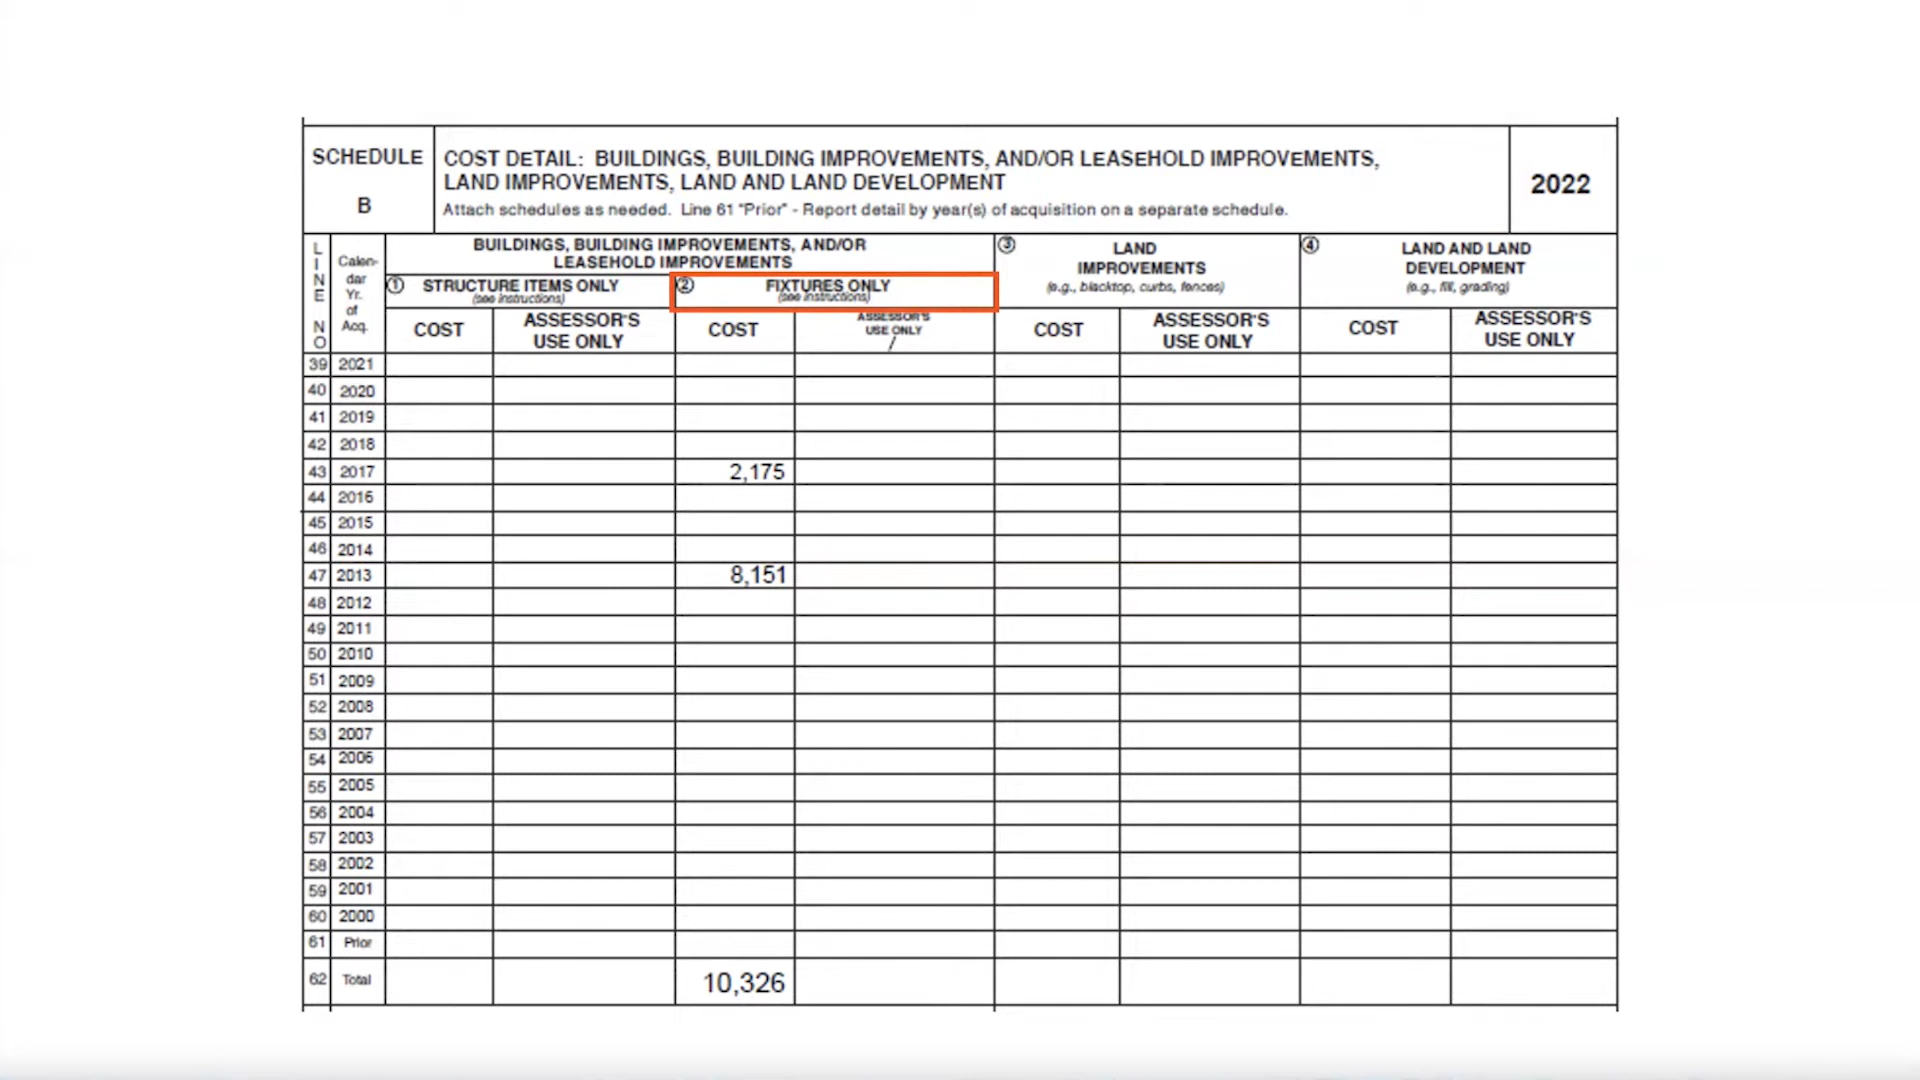 SCHEDULE
B
COST DETAIL: BUILDINGS, BUILDING IMPROVEMENTS, AND/OR LEASEHOLD IMPROVEMENTS,
LAND IMPROVEMENTS, LAND AND LAND DEVELOPMENT
Attach schedules as needed. Line 61 "Prior" - Report detail by year(s) of acquisition on a separate schedule.
2022
LINE NO
Calen-
dar
Yr.
of
Acq.
BUILDINGS, BUILDING IMPROVEMENTS, AND/OR
LEASEHOLD IMPROVEMENTS
① STRUCTURE ITEMS ONLY
(see instructions)
② FIXTURES ONLY
(see instructions)
③ LAND
IMPROVEMENTS
(e.g., blacktop, curbs, fences)
④ LAND AND LAND
DEVELOPMENT
(e.g., fill, grading)
COST
ASSESSOR'S
USE ONLY
COST
ASSESSOR'S
USE ONLY
/
COST
ASSESSOR'S
USE ONLY
COST
ASSESSOR'S
USE ONLY
39 2021
40 2020
41 2019
42 2018
43 2017 2,175
44 2016
45 2015
46 2014
47 2013 8,151
48 2012
49 2011
50 2010
51 2009
52 2008
53 2007
54 2006
55 2005
56 2004
57 2003
58 2002
59 2001
60 2000
61 Prior
62 Total 10,326